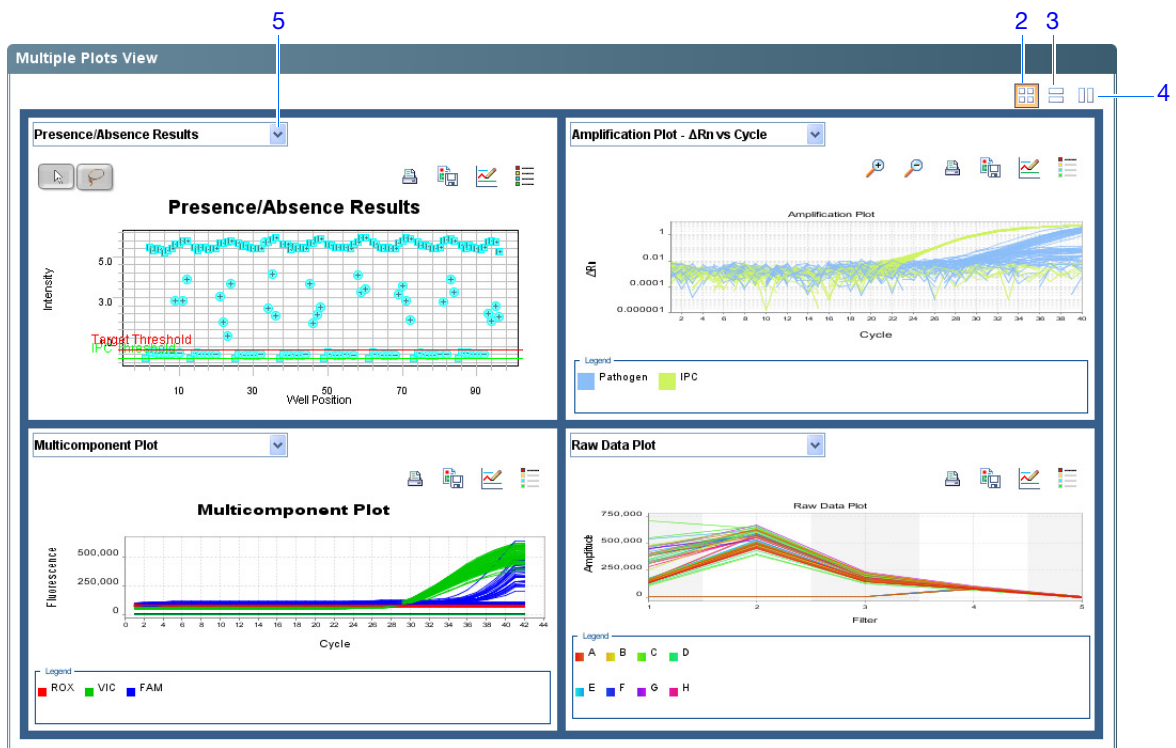 5
2
3
4
Multiple Plots View
Presence/Absence Results
Presence/Absence Results
Intensity
5.0
3.0
1.0
Target Threshold
IPC Threshold
10 30 50 70 90
Well Position
Amplification Plot - ΔRn vs Cycle
Amplification Plot
ΔRn
1
0.01
0.0001
0.000001
2 4 6 8 10 12 14 16 18 20 22 24 26 28 30 32 34 36 38 40
Cycle
Legend
Pathogen IPC
Multicomponent Plot
Multicomponent Plot
Fluorescence
500,000
250,000
0
0 2 4 6 8 10 12 14 16 18 20 22 24 26 28 30 32 34 36 38 40 42 44
Cycle
Legend
ROX VIC FAM
Raw Data Plot
Raw Data Plot
Amplitude
750,000
500,000
250,000
0
1 2 3 4 5
Filter
Legend
A B C D
E F G H